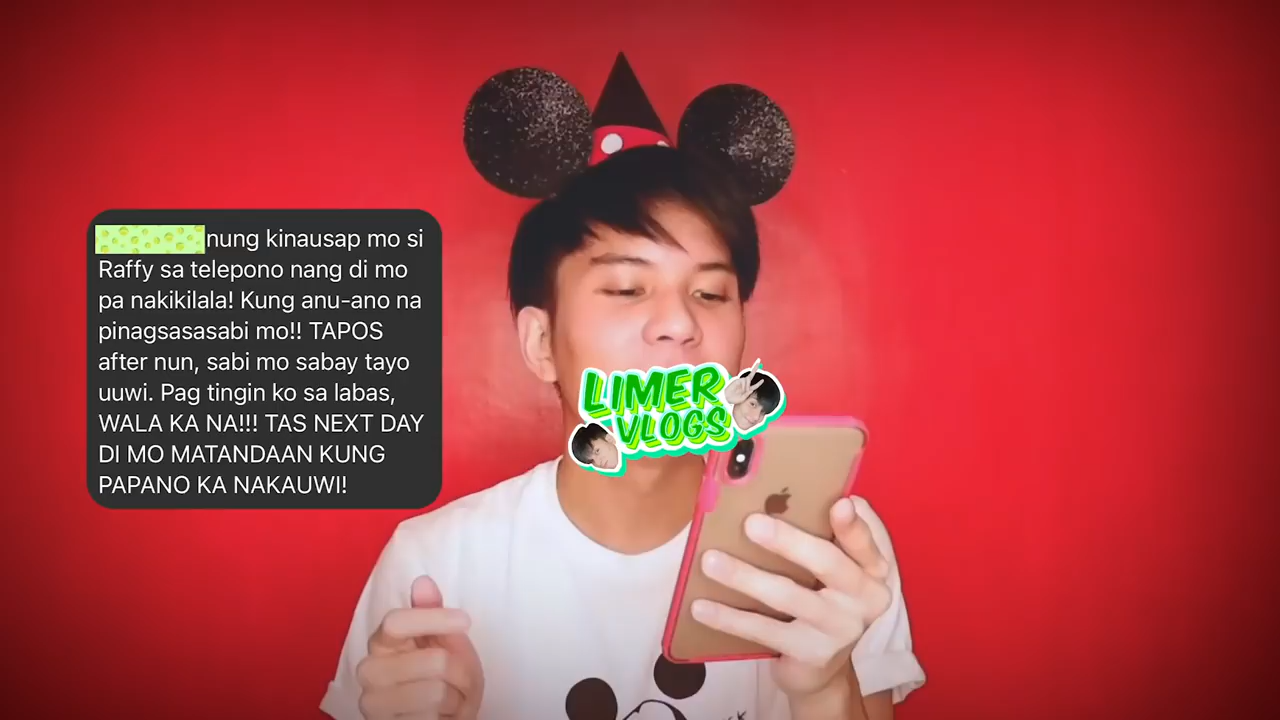 nung kinausap mo si
Raffy sa telepono nang di mo
pa nakikilala! Kung anu-ano na
pinagsasasabi mo!! TAPOS
after nun, sabi mo sabay tayo
uuwi. Pag tingin ko sa labas,
WALA KA NA!!! TAS NEXT DAY
DI MO MATANDAAN KUNG
PAPANO KA NAKAUWI!
LIMER
VLOGS